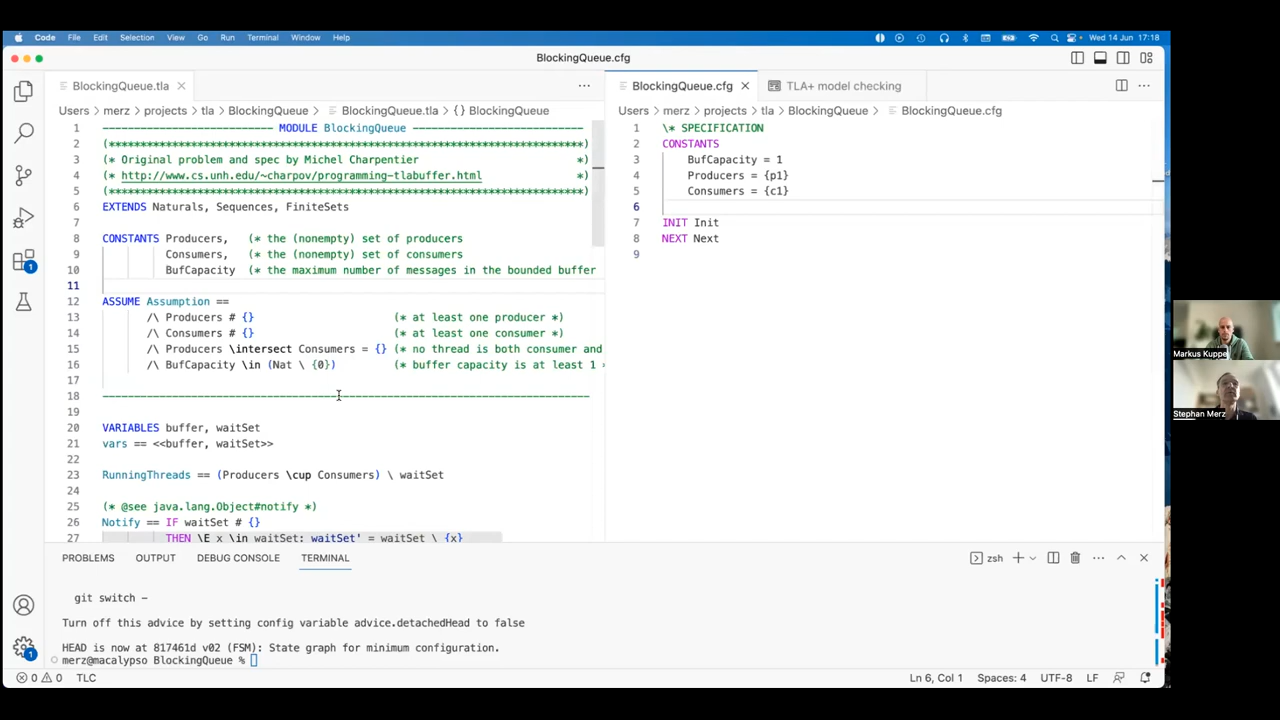 Code File Edit Selection View Go Run Terminal Window Help Wed 14 Jun 17:18
BlockingQueue.cfg
BlockingQueue.tla
Users > merz > projects > tla > BlockingQueue > BlockingQueue.tla > {} BlockingQueue
1 --------------------------- MODULE BlockingQueue ---------------------------
2 (***************************************************************************)
3 (* Original problem and spec by Michel Charpentier *)
4 (* http://www.cs.unh.edu/~charpov/programming-tlabuffer.html *)
5 (***************************************************************************)
6 EXTENDS Naturals, Sequences, FiniteSets
7
8 CONSTANTS Producers, (* the (nonempty) set of producers
9 Consumers, (* the (nonempty) set of consumers
10 BufCapacity (* the maximum number of messages in the bounded buffer
11
12 ASSUME Assumption ==
13 /\ Producers # {} (* at least one producer *)
14 /\ Consumers # {} (* at least one consumer *)
15 /\ Producers \intersect Consumers = {} (* no thread is both consumer and
16 /\ BufCapacity \in (Nat \ {0}) (* buffer capacity is at least 1
17
18 -----------------------------------------------------------------------------
19
20 VARIABLES buffer, waitSet
21 vars == <<buffer, waitSet>>
22
23 RunningThreads == (Producers \cup Consumers) \ waitSet
24
25 (* @see java.lang.Object#notify *)
26 Notify == IF waitSet # {}
27 THEN \E x \in waitSet: waitSet' = waitSet \ {x}
BlockingQueue.cfg TLA+ model checking
Users > merz > projects > tla > BlockingQueue > BlockingQueue.cfg
1 \* SPECIFICATION
2 CONSTANTS
3 BufCapacity = 1
4 Producers = {p1}
5 Consumers = {c1}
6
7 INIT Init
8 NEXT Next
9
Markus Kuppe
Stephan Merz
PROBLEMS OUTPUT DEBUG CONSOLE TERMINAL zsh
git switch -
Turn off this advice by setting config variable advice.detachedHead to false
HEAD is now at 817461d v02 (FSM): State graph for minimum configuration.
merz@macalypso BlockingQueue %
0 0 TLC Ln 6, Col 1 Spaces: 4 UTF-8 LF
1
1